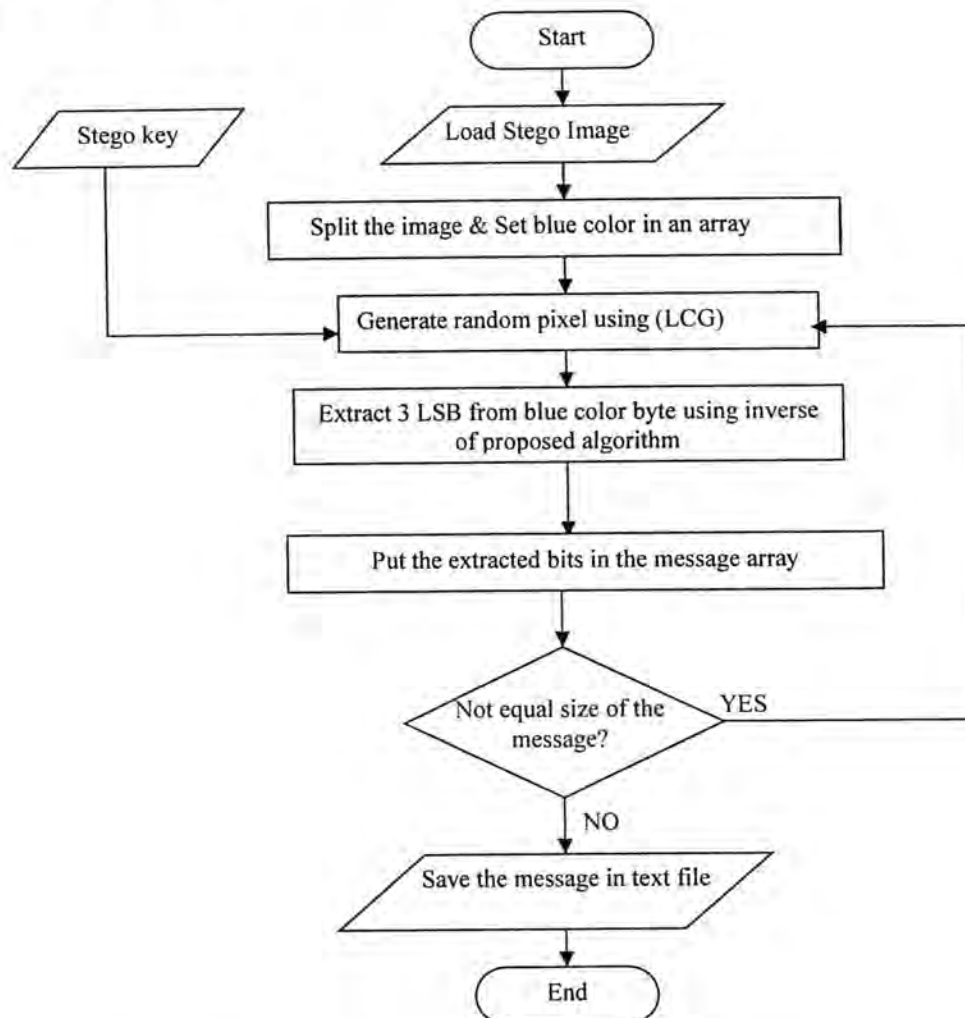 Start
Stego key
Load Stego Image
Split the image & Set blue color in an array
Generate random pixel using (LCG)
Extract 3 LSB from blue color byte using inverse
of proposed algorithm
Put the extracted bits in the message array
Not equal size of the
message?
YES
NO
Save the message in text file
End